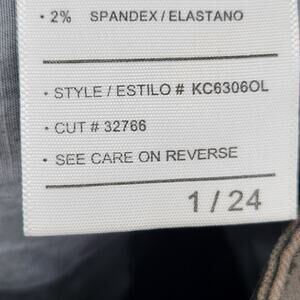 · 2% SPANDEX / ELASTANO
· STYLE / ESTILO # KC6306OL
· CUT # 32766
· SEE CARE ON REVERSE
1 / 24